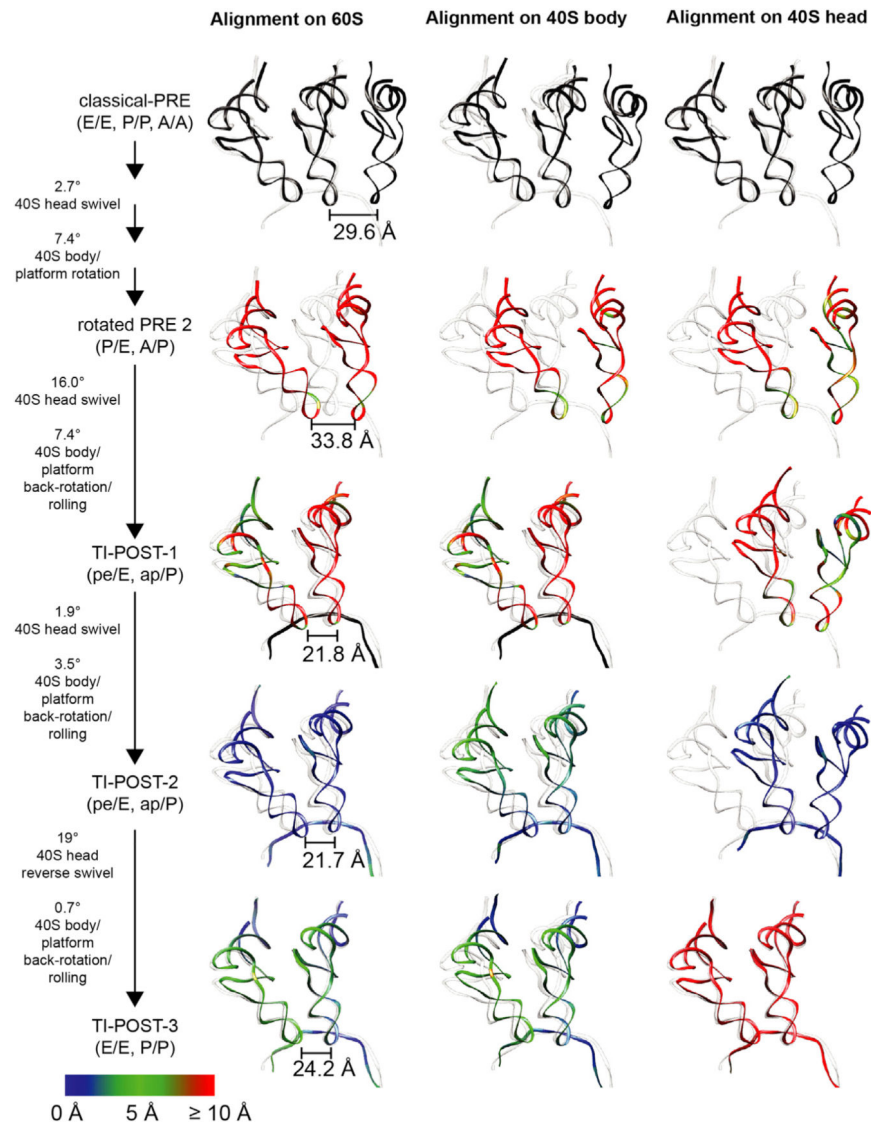 Alignment on 60S
Alignment on 40S body
Alignment on 40S head
classical-PRE
(E/E, P/P, A/A)
2.7°
40S head swivel
29.6 Å
7.4°
40S body/
platform rotation
rotated PRE 2
(P/E, A/P)
16.0°
40S head swivel
33.8 Å
7.4°
40S body/
platform
back-rotation/
rolling
TI-POST-1
(pe/E, ap/P)
21.8 Å
1.9°
40S head swivel
3.5°
40S body/
platform
back-rotation/
rolling
TI-POST-2
(pe/E, ap/P)
21.7 Å
19°
40S head
reverse swivel
0.7°
40S body/
platform
back-rotation/
rolling
TI-POST-3
(E/E, P/P)
24.2 Å
0 Å
5 Å
≥ 10 Å